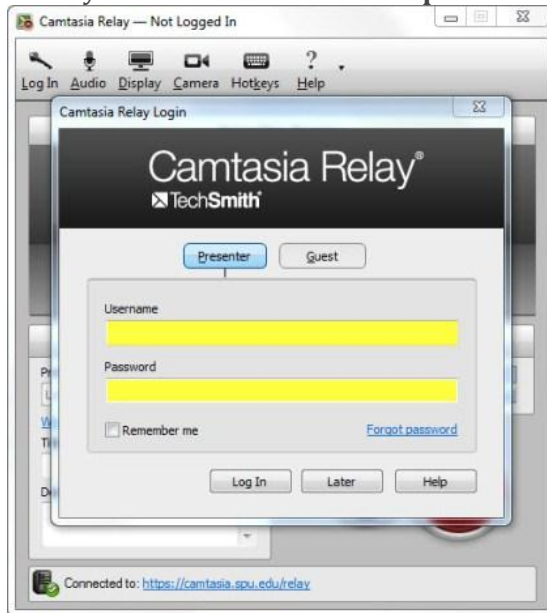 Camtasia Relay — Not Logged In
Log In Audio Display Camera Hotkeys Help
Camtasia Relay Login
Camtasia Relay®
TechSmith
Presenter Guest
Username
Password
Remember me Forgot password
Log In Later Help
Connected to: https://camtasia.spu.edu/relay